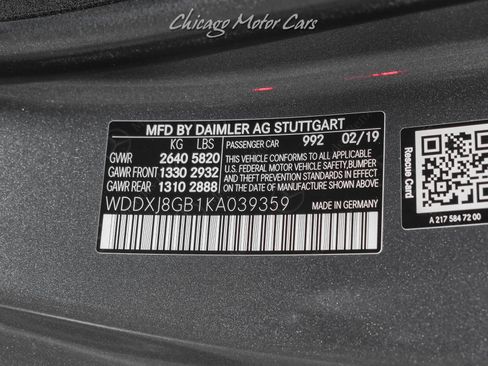 Chicago Motor Cars
MFD BY DAIMLER AG STUTTGART
KG LBS PASSENGER CAR 992 02/19
GVWR 2640 5820 THIS VEHICLE CONFORMS TO ALL APPLICABLE
GAWR FRONT 1330 2932 U.S. FEDERAL MOTOR VEHICLE SAFETY, BUMPER
GAWR REAR 1310 2888 AND THEFT PREVENTION STANDARDS IN EFFECT
ON THE DATE OF MANUFACTURE SHOWN ABOVE.
WDDXJ8GB1KA039359 MADE IN GERMANY
Rescue Card
A 217 584 72 00